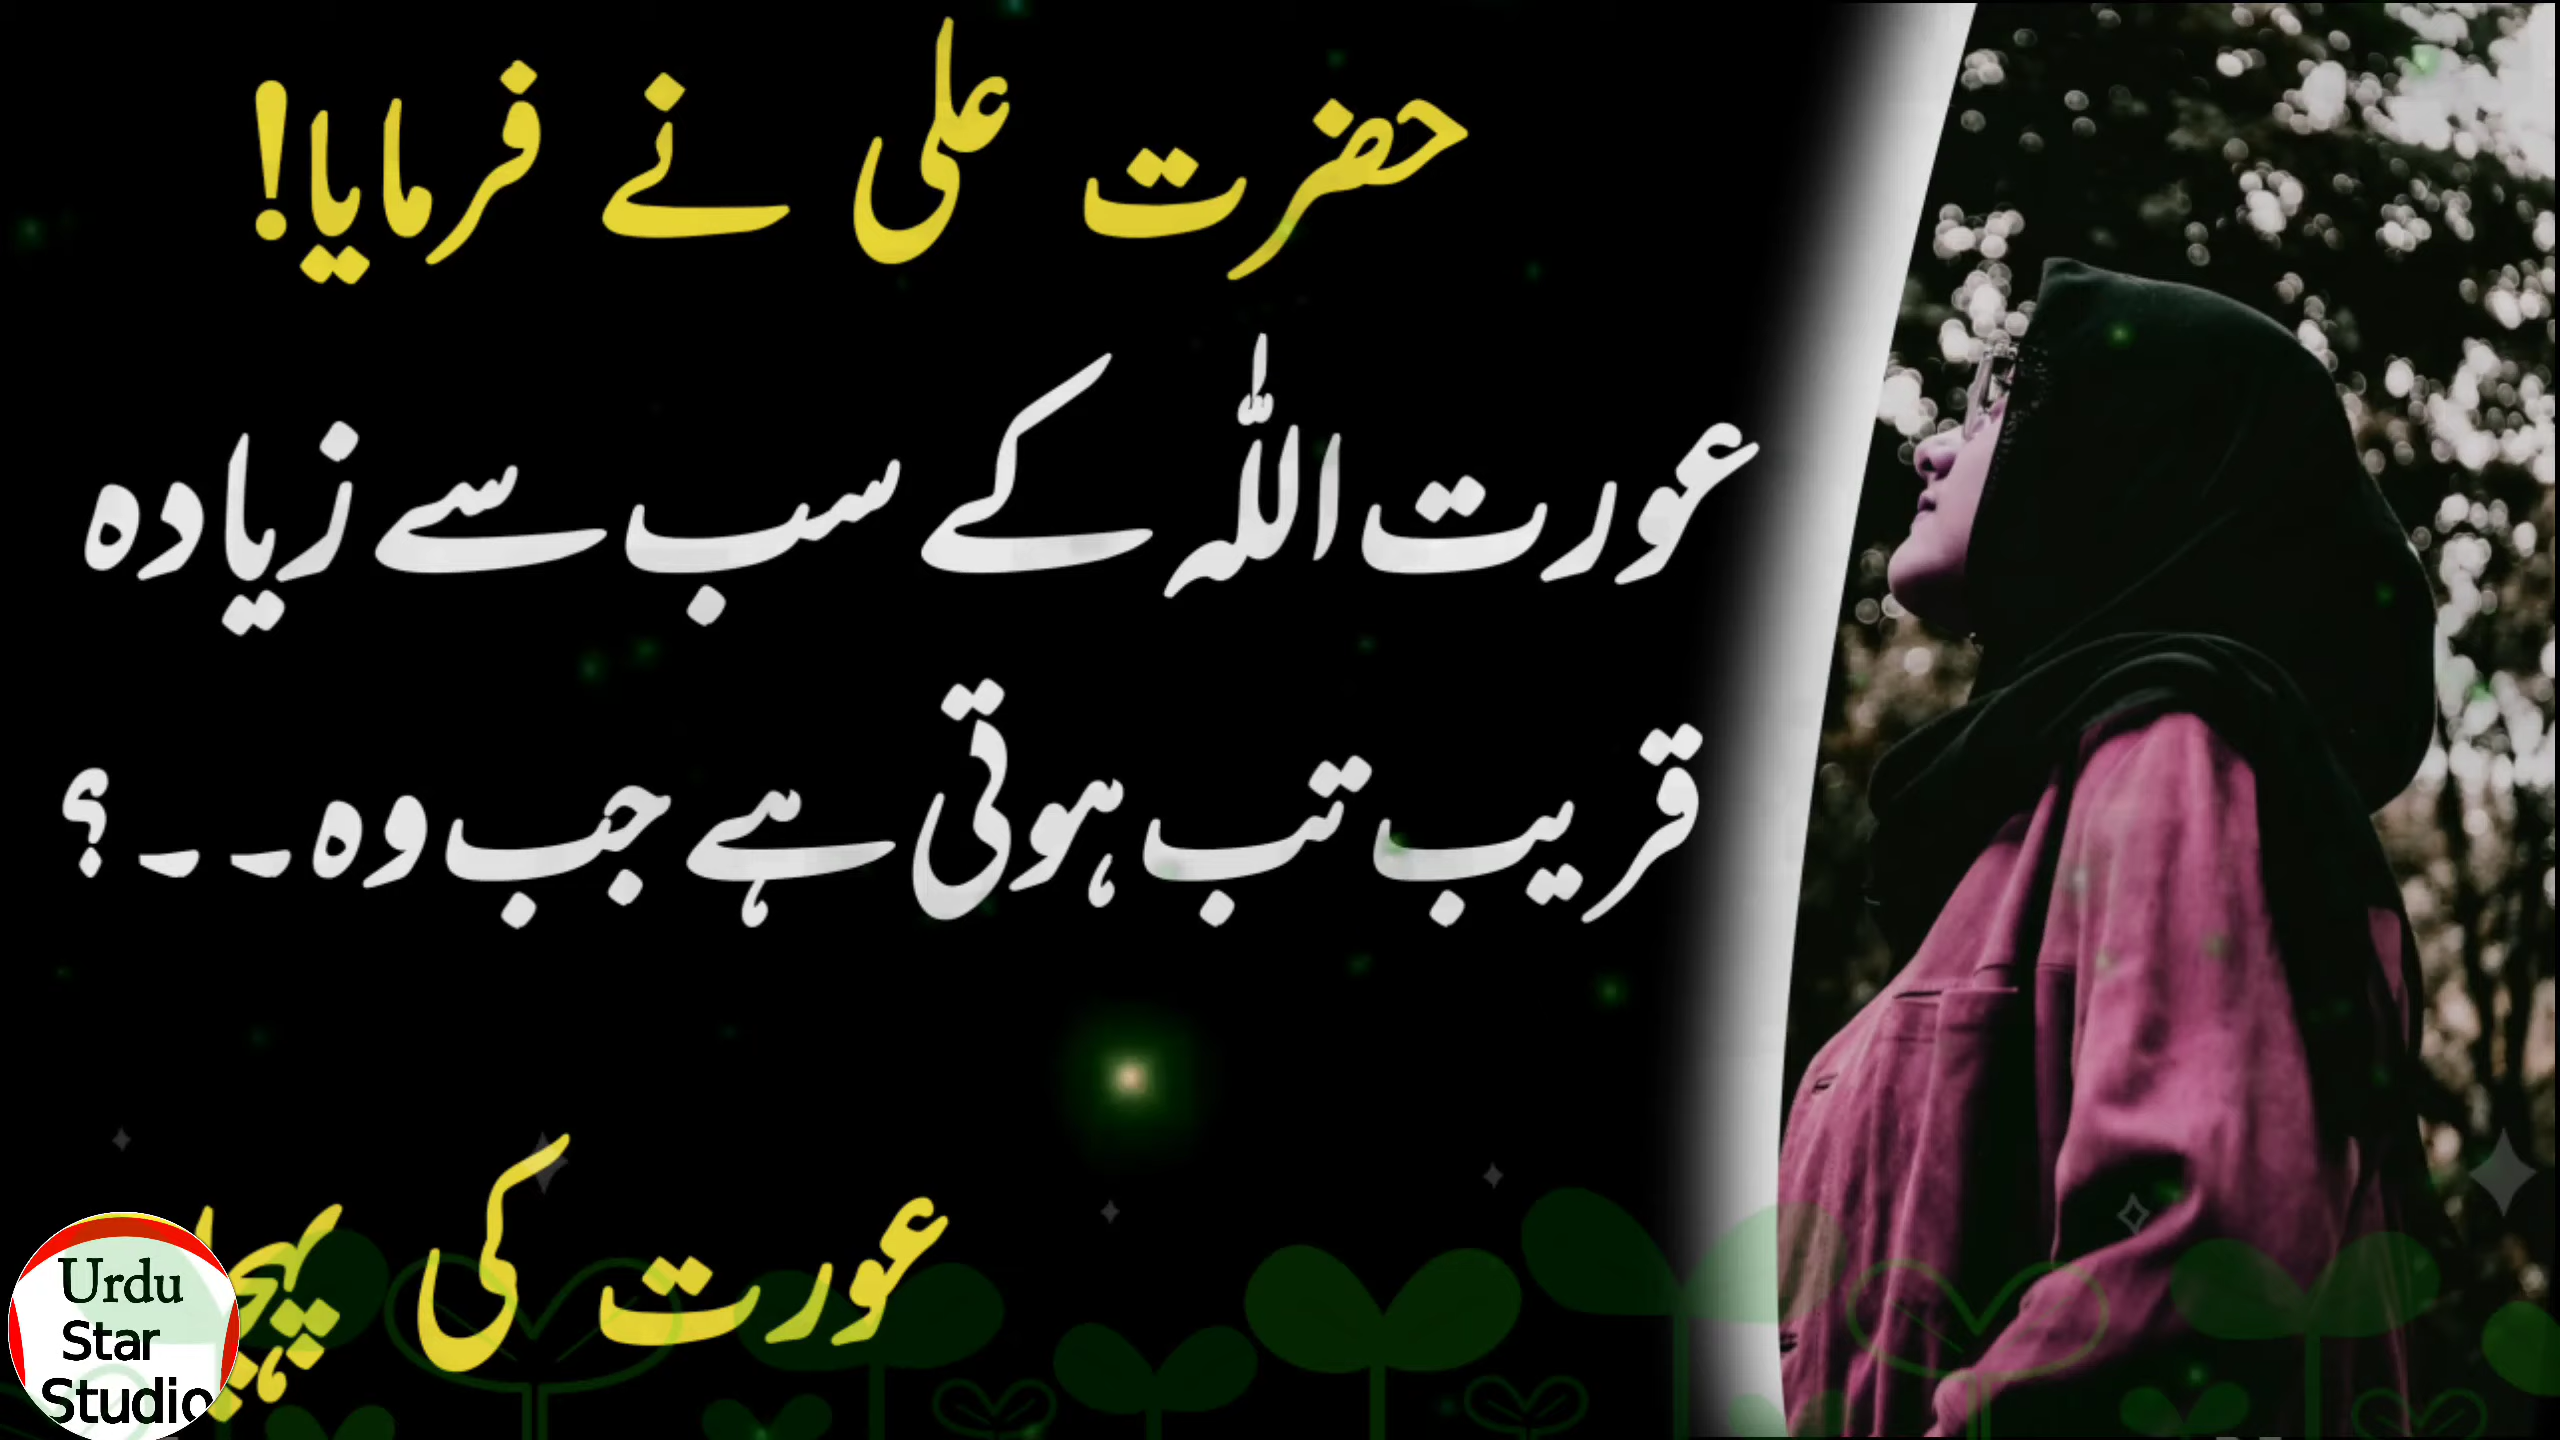 حضرت علی نے فرمایا!
عورت اللہ کے سب سے زیادہ
قریب تب ہوتی ہے جب وہ۔۔۔؟
عورت کی
Urdu
Star
Studio